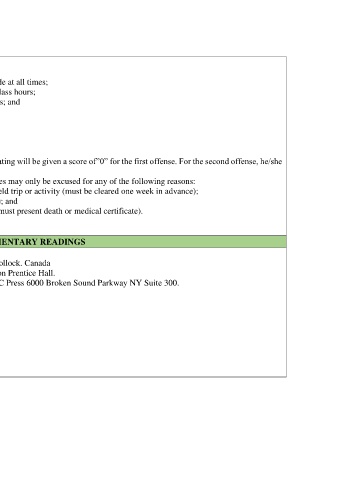 de at all times;
lass hours;
s; and
ating will be given a score of"0" for the first offense. For the second offense, he/she
es may only be excused for any of the following reasons:
eld trip or activity (must be cleared one week in advance);
; and
must present death or medical certificate).
MENTARY READINGS
ollock. Canada
on Prentice Hall.
C Press 6000 Broken Sound Parkway NY Suite 300.